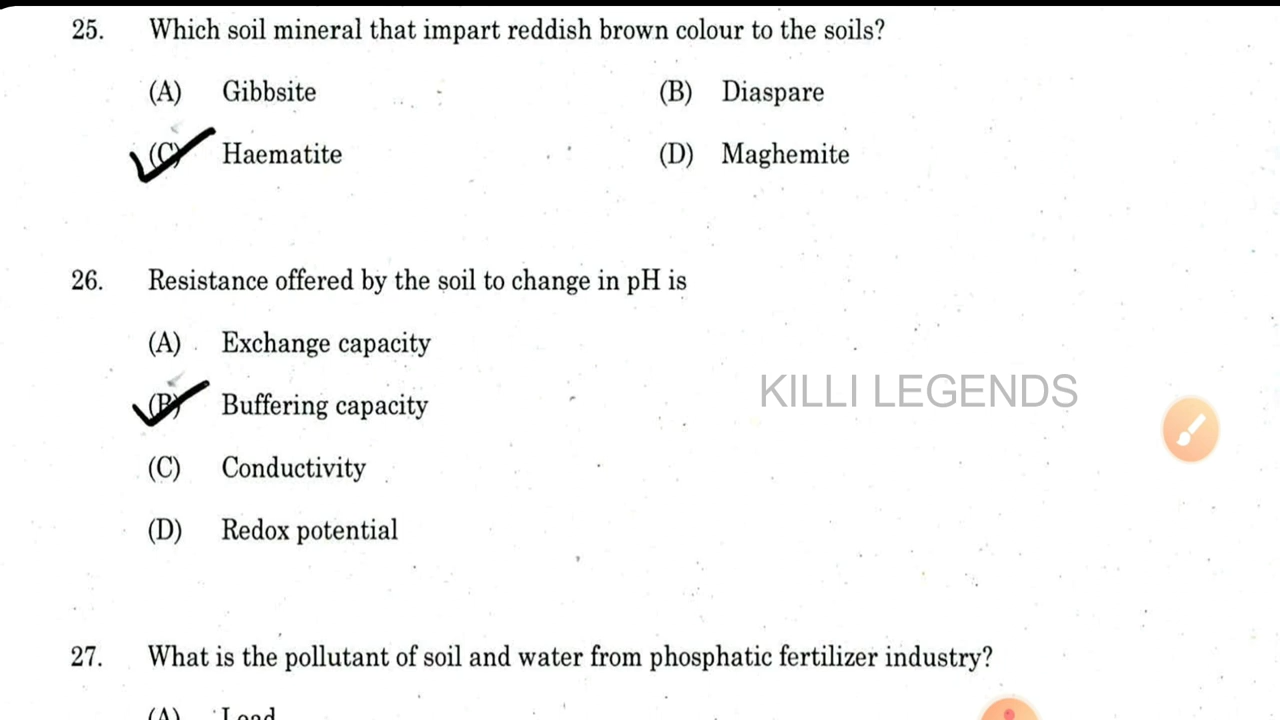 25. Which soil mineral that impart reddish brown colour to the soils?
(A) Gibbsite (B) Diaspare
(C) Haematite (D) Maghemite
26. Resistance offered by the soil to change in pH is
(A) Exchange capacity
(B) Buffering capacity
KILLI LEGENDS
(C) Conductivity
(D) Redox potential
27. What is the pollutant of soil and water from phosphatic fertilizer industry?
(A) Lead